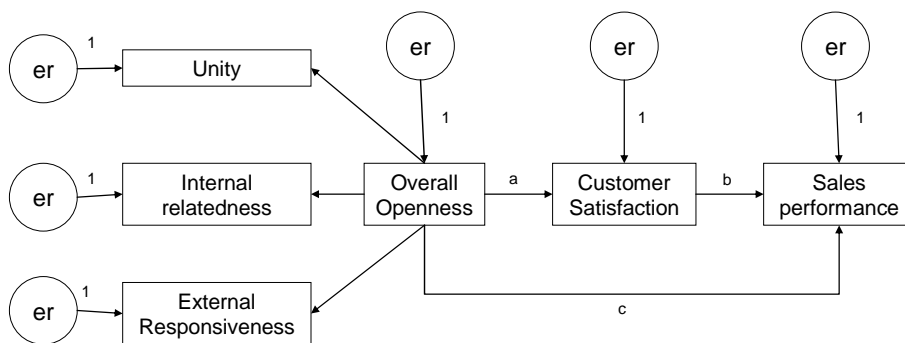 er
er
er
er
1
Unity
1
1
1
er
1
Internal
relatedness
Overall
Openness
a
Customer
Satisfaction
b
Sales
performance
er
1
External
Responsiveness
c